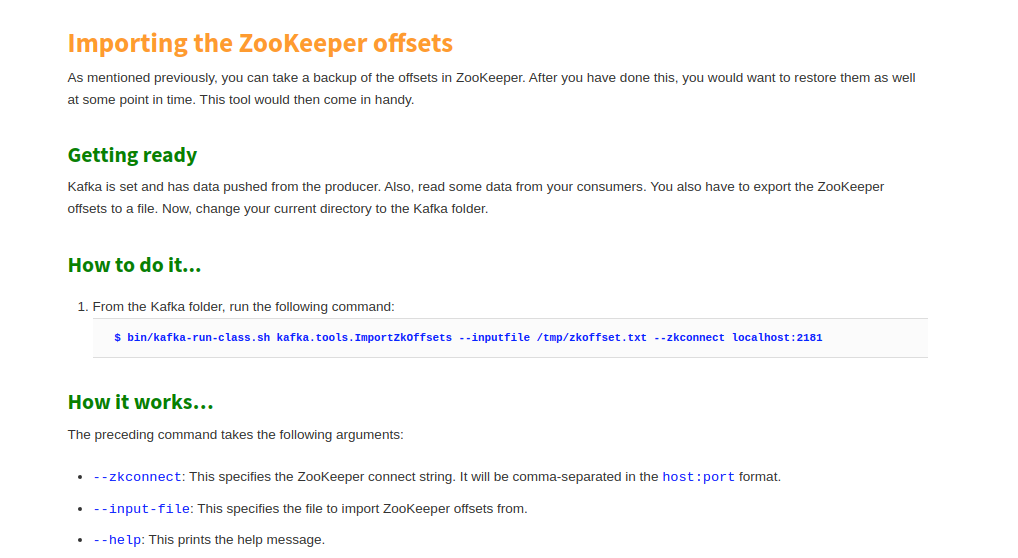 Importing the ZooKeeper offsets
As mentioned previously, you can take a backup of the offsets in ZooKeeper. After you have done this, you would want to restore them as well
at some point in time. This tool would then come in handy.
Getting ready
Kafka is set and has data pushed from the producer. Also, read some data from your consumers. You also have to export the ZooKeeper
offsets to a file. Now, change your current directory to the Kafka folder.
How to do it...
1. From the Kafka folder, run the following command:
$ bin/kafka-run-class.sh kafka.tools.ImportZkOffsets --inputfile /tmp/zkoffset.txt --zkconnect localhost:2181
How it works...
The preceding command takes the following arguments:
• --zkconnect: This specifies the ZooKeeper connect string. It will be comma-separated in the host:port format.
• --input-file: This specifies the file to import ZooKeeper offsets from.
• --help: This prints the help message.